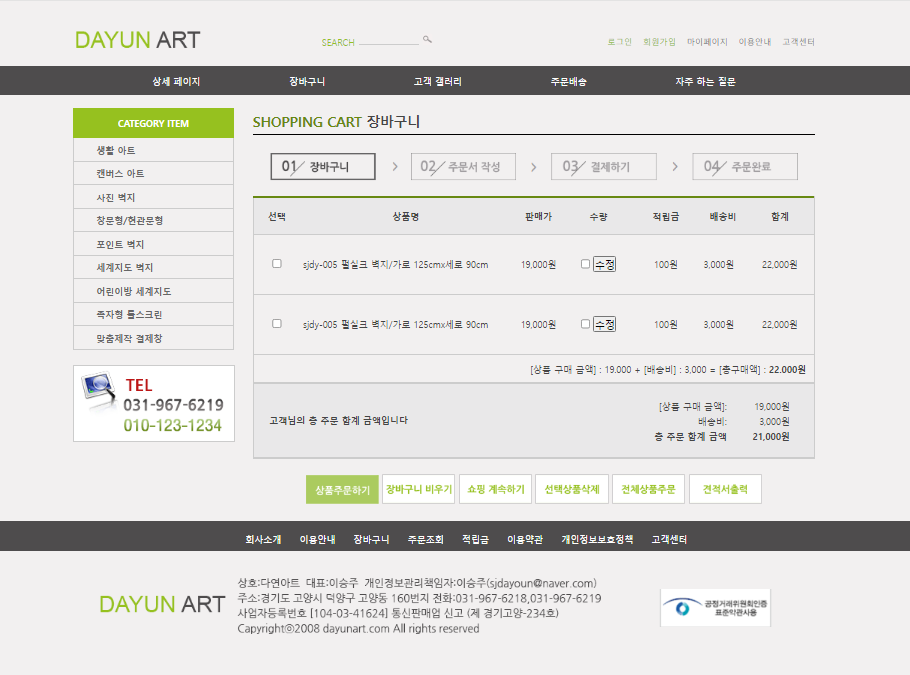 DAYUN ART
SEARCH
로그인 회원가입 마이페이지 이용안내 고객센터
상세 페이지 장바구니 고객 갤러리 주문배송 자주 하는 질문
CATEGORY ITEM
생활 아트
캔버스 아트
사진 벽지
창문형/현관문형
포인트 벽지
세계지도 벽지
어린이방 세계지도
족자형 롤스크린
맞춤제작 결제창
TEL
031-967-6219
010-123-1234
SHOPPING CART 장바구니
01/ 장바구니 > 02/ 주문서 작성 > 03/ 결제하기 > 04/ 주문완료
선택 상품명 판매가 수량 적립금 배송비 합계
sjdy-005 펄실크 벽지/가로 125cmx세로 90cm 19,000원 수정 100원 3,000원 22,000원
sjdy-005 펄실크 벽지/가로 125cmx세로 90cm 19,000원 수정 100원 3,000원 22,000원
[상품 구매 금액] : 19.000 + [배송비] : 3,000 = [총구매액] : 22.000원
고객님의 총 주문 합계 금액입니다
[상품 구매 금액]: 19,000원
배송비: 3,000원
총 주문 합계 금액 21,000원
상품주문하기 장바구니 비우기 쇼핑 계속하기 선택상품삭제 전체상품주문 견적서출력
회사소개 이용안내 장바구니 주문조회 적립금 이용약관 개인정보보호정책 고객센터
DAYUN ART
상호:다연아트 대표:이승주 개인정보관리책임자:이승주(sjdayoun@naver.com)
주소:경기도 고양시 덕양구 고양동 160번지 전화:031-967-6218,031-967-6219
사업자등록번호 [104-03-41624] 통신판매업 신고 (제 경기고양-234호)
Capyrightⓒ2008 dayunart.com All rights reserved
공정거래위원회인증
표준약관사용